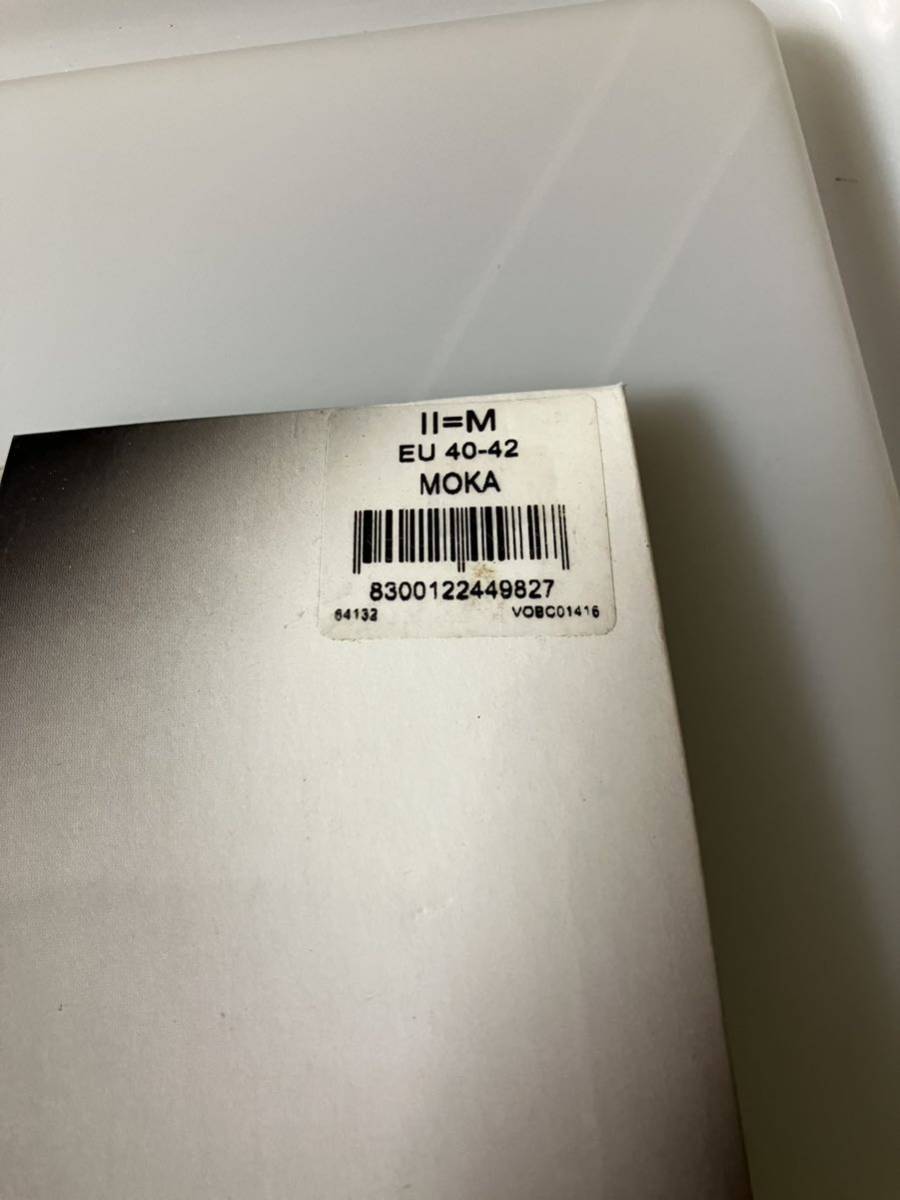 II=M
EU 40-42
MOKA
8300122449827
64132 VOBC01416